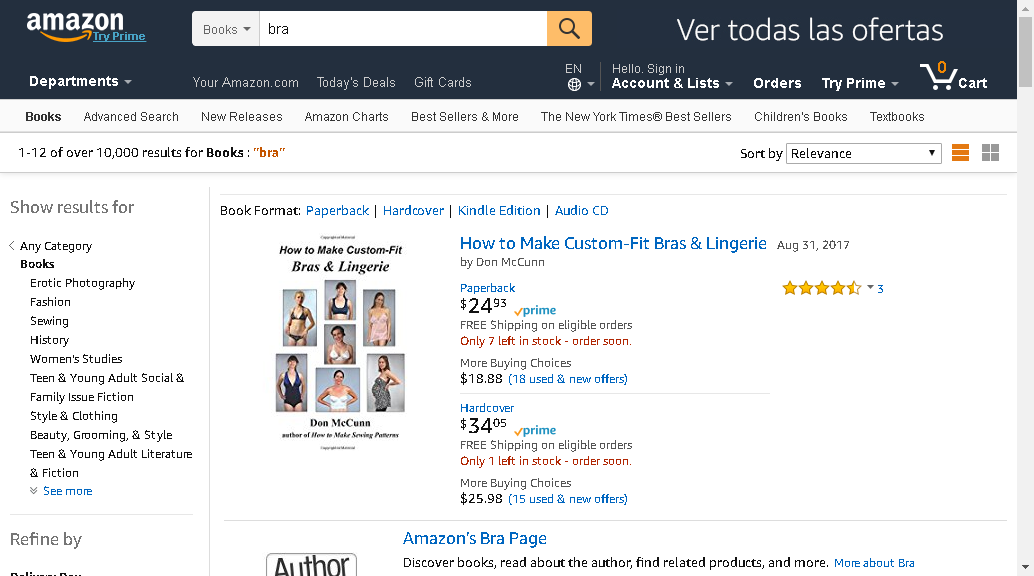 amazon
Try Prime
Books
bra
Ver todas las ofertas
Departments
Your Amazon.com
Today's Deals
Gift Cards
EN
Hello. Sign in
Account & Lists
Orders
Try Prime
0
Cart
Books
Advanced Search
New Releases
Amazon Charts
Best Sellers & More
The New York Times® Best Sellers
Children's Books
Textbooks
1-12 of over 10,000 results for Books : "bra"
Sort by
Relevance
Show results for
Any Category
Books
Erotic Photography
Fashion
Sewing
History
Women's Studies
Teen & Young Adult Social &
Family Issue Fiction
Style & Clothing
Beauty, Grooming, & Style
Teen & Young Adult Literature
& Fiction
See more
Refine by
Book Format: Paperback | Hardcover | Kindle Edition | Audio CD
How to Make Custom-Fit
Bras & Lingerie
Don McCunn
author of How to Make Sewing Patterns
How to Make Custom-Fit Bras & Lingerie Aug 31, 2017
by Don McCunn
Paperback
$24 93 prime
FREE Shipping on eligible orders
Only 7 left in stock - order soon.
More Buying Choices
$18.88 (18 used & new offers)
3
Hardcover
$34 05 prime
FREE Shipping on eligible orders
Only 1 left in stock - order soon.
More Buying Choices
$25.98 (15 used & new offers)
Author
Amazon's Bra Page
Discover books, read about the author, find related products, and more. More about Bra